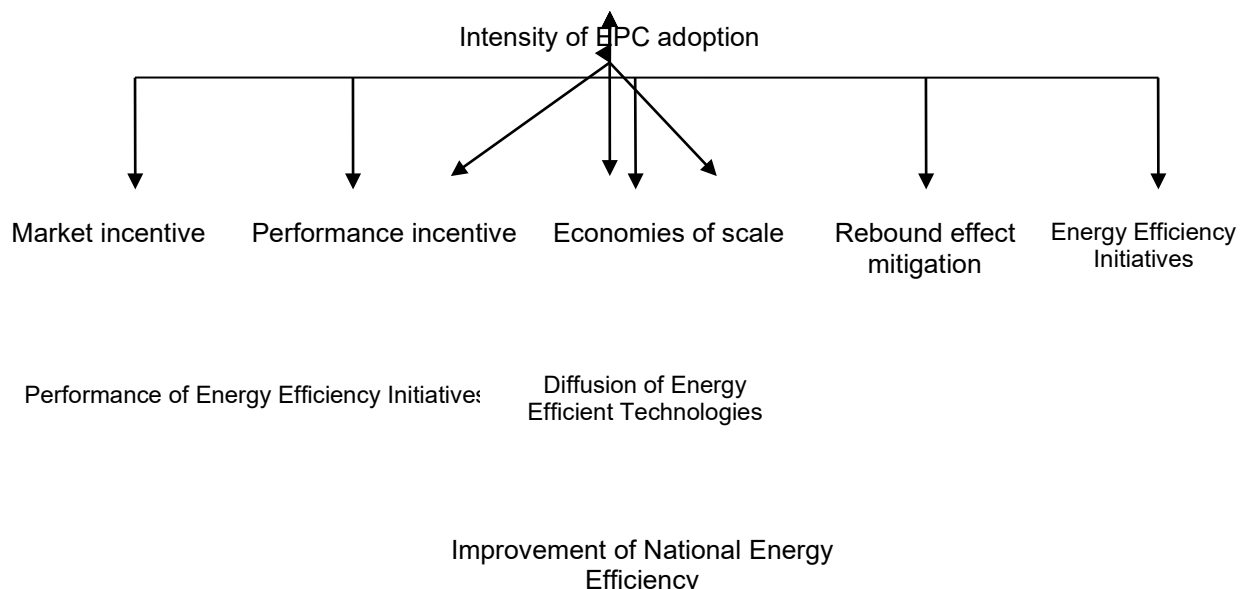 Intensity of EPC adoption
Market incentive
Performance incentive
Economies of scale
Rebound effect
mitigation
Energy Efficiency
Initiatives
Performance of Energy Efficiency Initiatives
Diffusion of Energy
Efficient Technologies
Improvement of National Energy
Efficiency